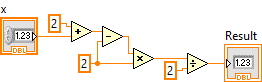 x
2
+
1.23
DBL
-
2
×
2
÷
Result
1.23
DBL